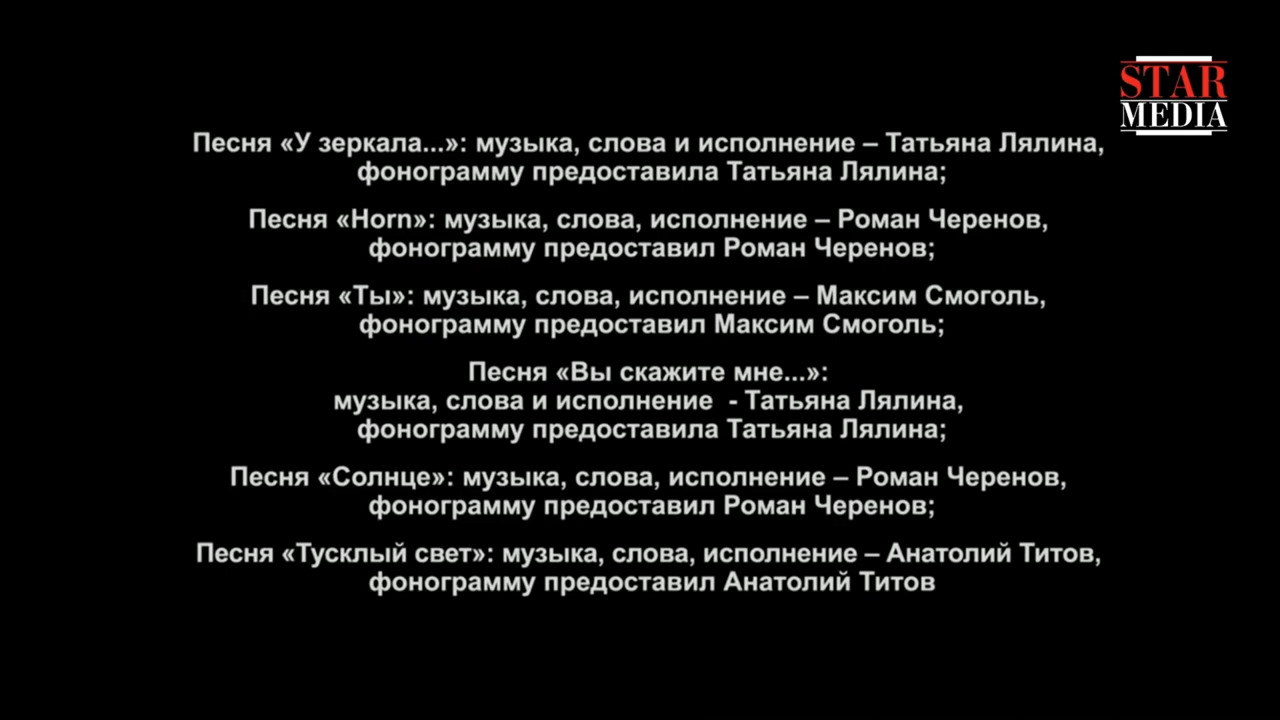 STAR
MEDIA
Песня «У зеркала...»: музыка, слова и исполнение – Татьяна Лялина,
фонограмму предоставила Татьяна Лялина;
Песня «Horn»: музыка, слова, исполнение – Роман Черенов,
фонограмму предоставил Роман Черенов;
Песня «Ты»: музыка, слова, исполнение – Максим Смоголь,
фонограмму предоставил Максим Смоголь;
Песня «Вы скажите мне...»:
музыка, слова и исполнение  - Татьяна Лялина,
фонограмму предоставила Татьяна Лялина;
Песня «Солнце»: музыка, слова, исполнение – Роман Черенов,
фонограмму предоставил Роман Черенов;
Песня «Тусклый свет»: музыка, слова, исполнение – Анатолий Титов,
фонограмму предоставил Анатолий Титов